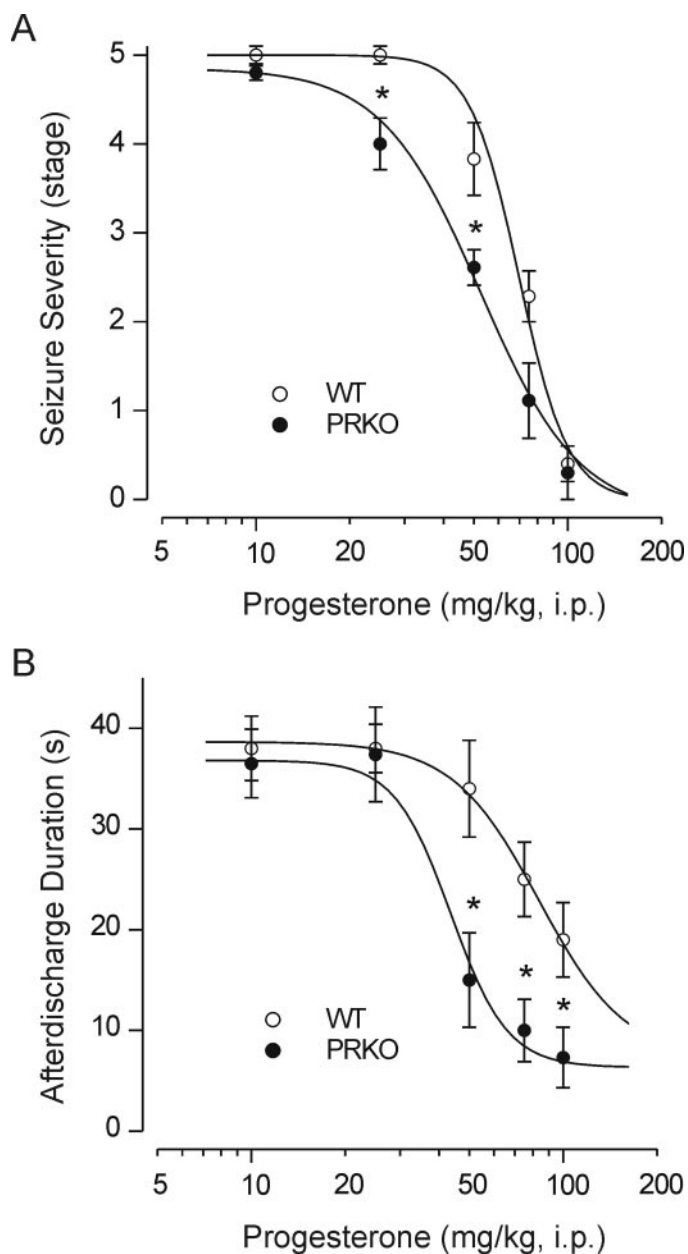 A
Seizure Severity (stage)
5
4
3
2
1
0
*
*
WT
PRKO
5 10 20 50 100 200
Progesterone (mg/kg, i.p.)
B
Afterdischarge Duration (s)
40
30
20
10
0
*
*
*
WT
PRKO
5 10 20 50 100 200
Progesterone (mg/kg, i.p.)